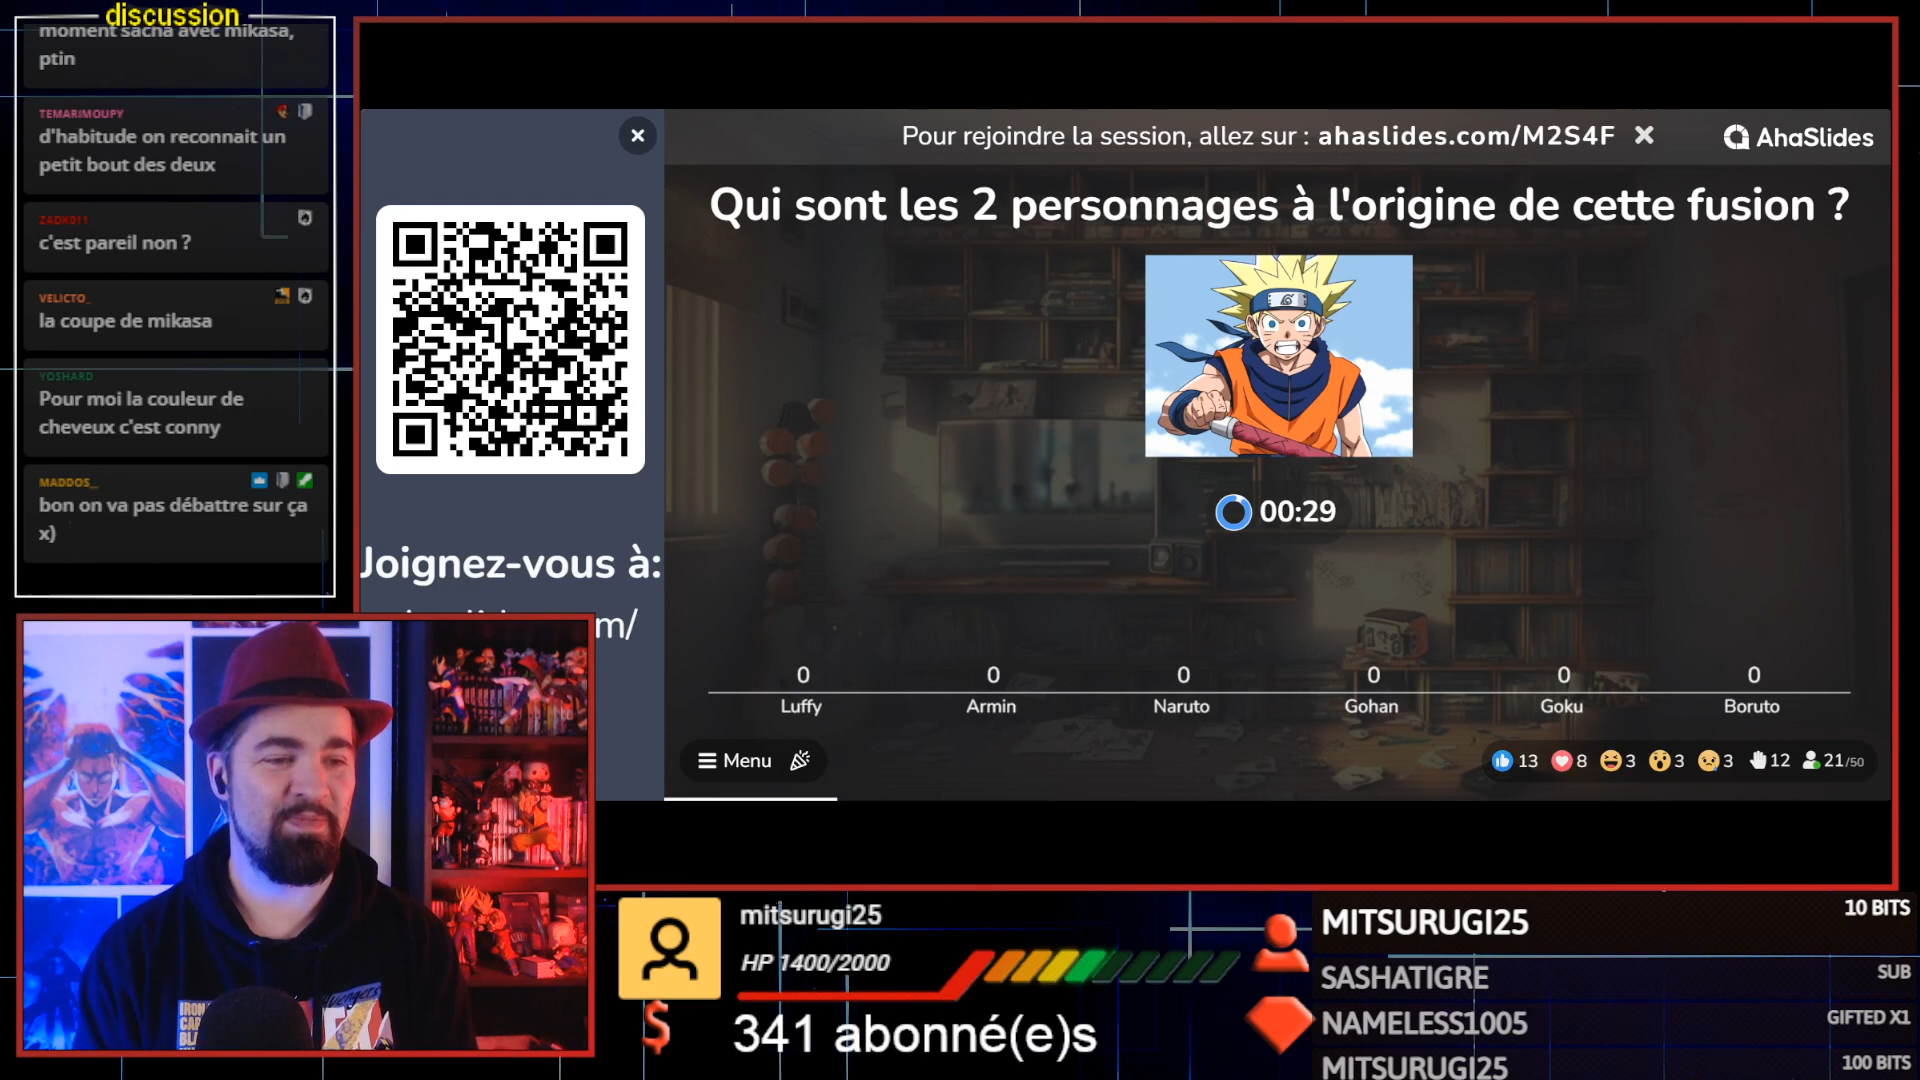 discussion
moment sacha avec mikasa,
ptin
TEMARIMOUPY
d'habitude on reconnait un
petit bout des deux
ZADK011
c'est pareil non ?
VELICTO_
la coupe de mikasa
YOSHARD
Pour moi la couleur de
cheveux c'est conny
MADDOS_
bon on va pas débattre sur ça
x)
Pour rejoindre la session, allez sur : ahaslides.com/M2S4F
AhaSlides
Qui sont les 2 personnages à l'origine de cette fusion ?
00:29
Joignez-vous à:
m/
0 0 0 0 0 0
Luffy Armin Naruto Gohan Goku Boruto
Menu
13 8 3 3 3 12 21/50
mitsurugi25
HP 1400/2000
341 abonné(e)s
MITSURUGI25 10 BITS
SASHATIGRE SUB
NAMELESS1005 GIFTED X1
MITSURUGI25 100 BITS